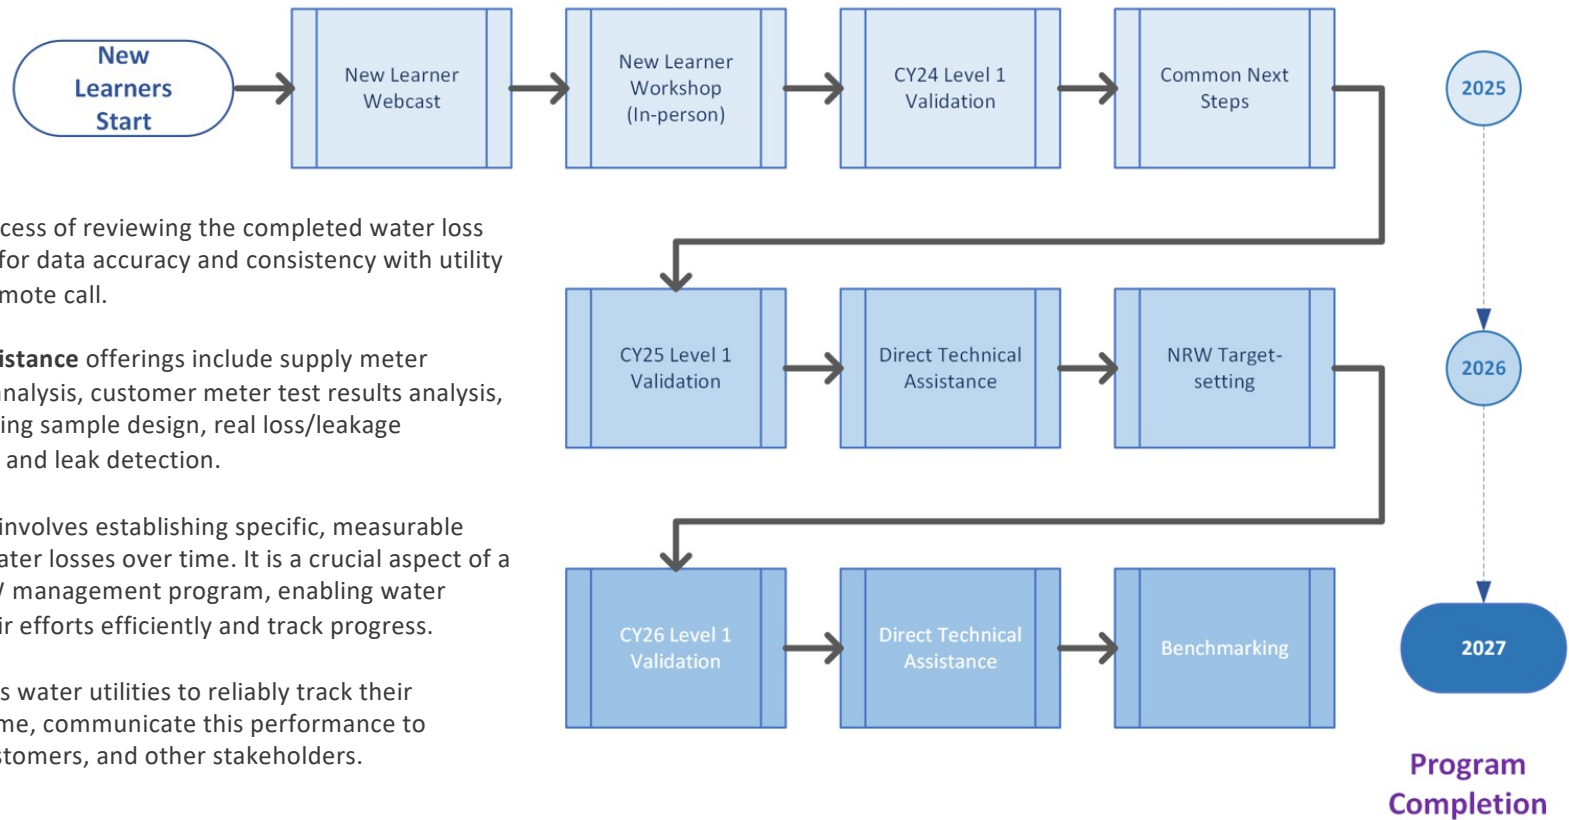 New
Learners
Start
New Learner
Webcast
New Learner
Workshop
(In-person)
CY24 Level 1
Validation
Common Next
Steps
2025
cess of reviewing the completed water loss
for data accuracy and consistency with utility
mote call.
istance offerings include supply meter
analysis, customer meter test results analysis,
ing sample design, real loss/leakage
and leak detection.
involves establishing specific, measurable
ater losses over time. It is a crucial aspect of a
V management program, enabling water
ir efforts efficiently and track progress.
s water utilities to reliably track their
me, communicate this performance to
stomers, and other stakeholders.
CY25 Level 1
Validation
Direct Technical
Assistance
NRW Target-
setting
2026
CY26 Level 1
Validation
Direct Technical
Assistance
Benchmarking
2027
Program
Completion